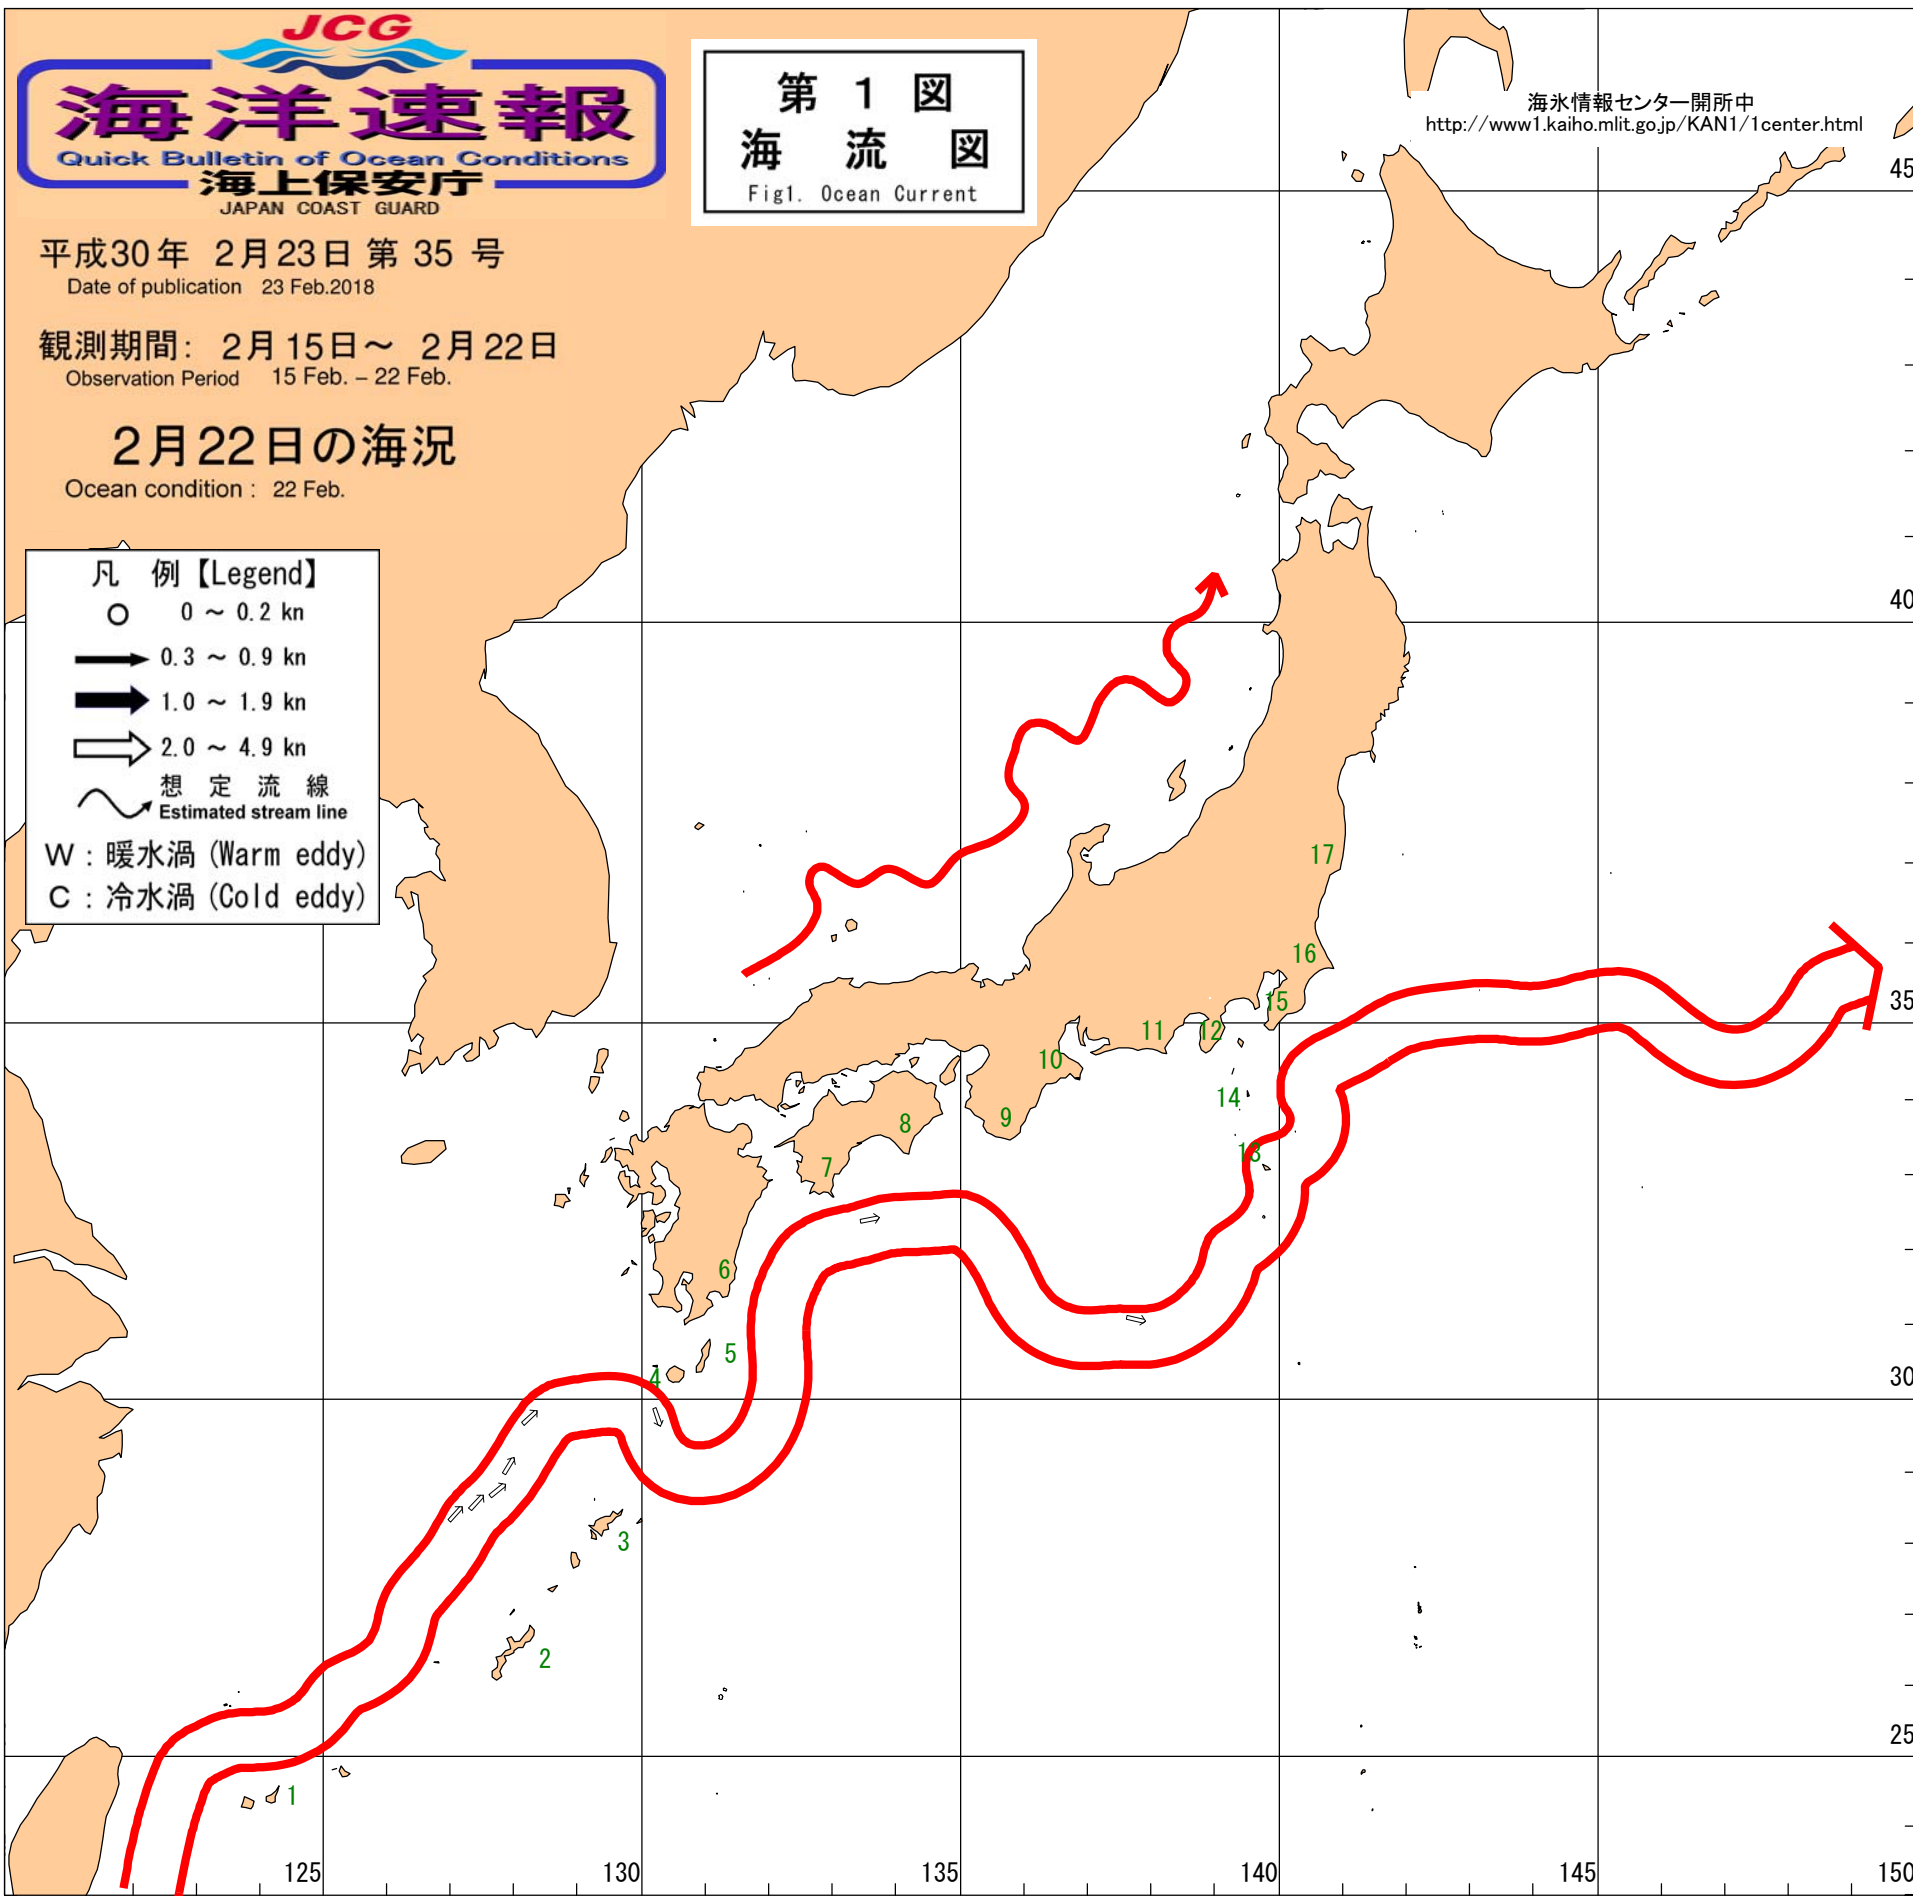 JCG
海洋速報
Quick Bulletin of Ocean Conditions
海上保安庁
JAPAN COAST GUARD
平成30年 2月23日 第 35 号
Date of publication 23 Feb.2018
観測期間： 2月15日～ 2月22日
Observation Period 15 Feb. – 22 Feb.
2月22日の海況
Ocean condition : 22 Feb.
第 1 図
海 流 図
Fig1. Ocean Current
海氷情報センター開所中
http://www1.kaiho.mlit.go.jp/KAN1/1center.html
凡 例【Legend】
0 ～ 0.2 kn
0.3 ～ 0.9 kn
1.0 ～ 1.9 kn
2.0 ～ 4.9 kn
想 定 流 線
Estimated stream line
W : 暖水渦 (Warm eddy)
C : 冷水渦 (Cold eddy)
45
40
35
30
25
17
16
15
12
11
10
14
13
9
8
7
6
5
4
3
2
1
125
130
135
140
145
150